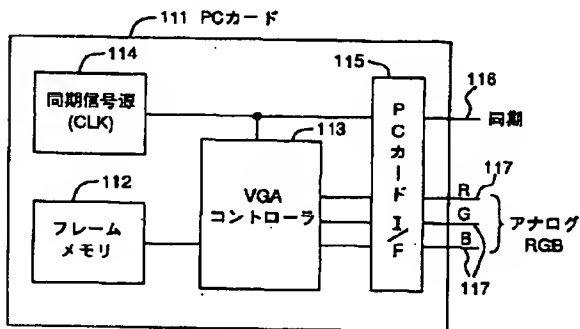 111 PCカード
114
同期信号源
(CLK)
115
116
同期
113
PCカードI/F
112
フレーム
メモリ
VGA
コントローラ
R
117
G
B
117
アナログ
RGB